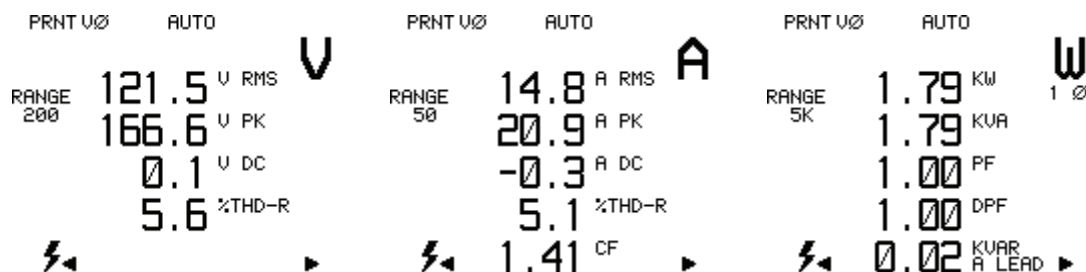 PRNT VØ AUTO
V
121.5 V RMS
RANGE
200
166.6 V PK
0.1 V DC
5.6 %THD-R
PRNT VØ AUTO
A
14.8 A RMS
RANGE
50
20.9 A PK
-0.3 A DC
5.1 %THD-R
1.41 CF
PRNT VØ AUTO
W
1 Ø
1.79 KW
RANGE
5K
1.79 KVA
1.00 PF
1.00 DPF
0.02 KVAR
A LEAD